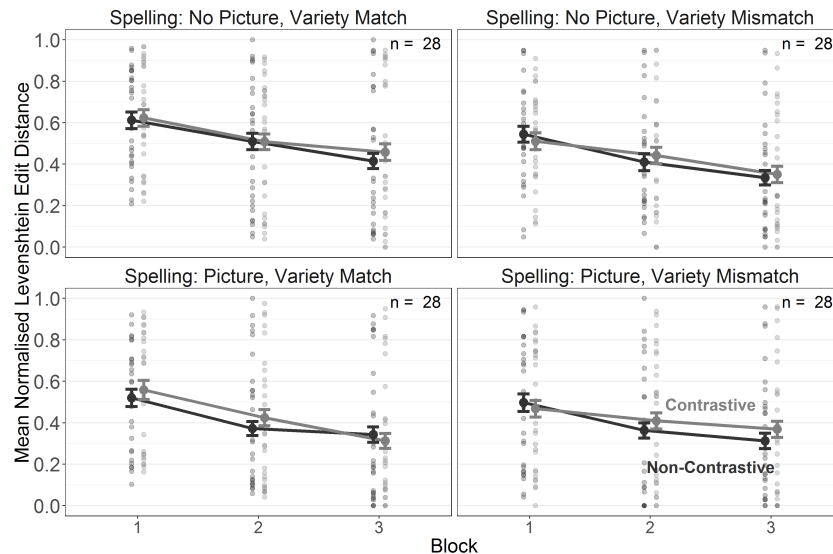 Spelling: No Picture, Variety Match
Spelling: No Picture, Variety Mismatch
n = 28
n = 28
1.0
0.8
0.6
0.4
0.2
0.0
Spelling: Picture, Variety Match
Spelling: Picture, Variety Mismatch
n = 28
n = 28
1.0
0.8
0.6
0.4
0.2
0.0
Contrastive
Non-Contrastive
1 2 3
1 2 3
Block
Mean Normalised Levenshtein Edit Distance